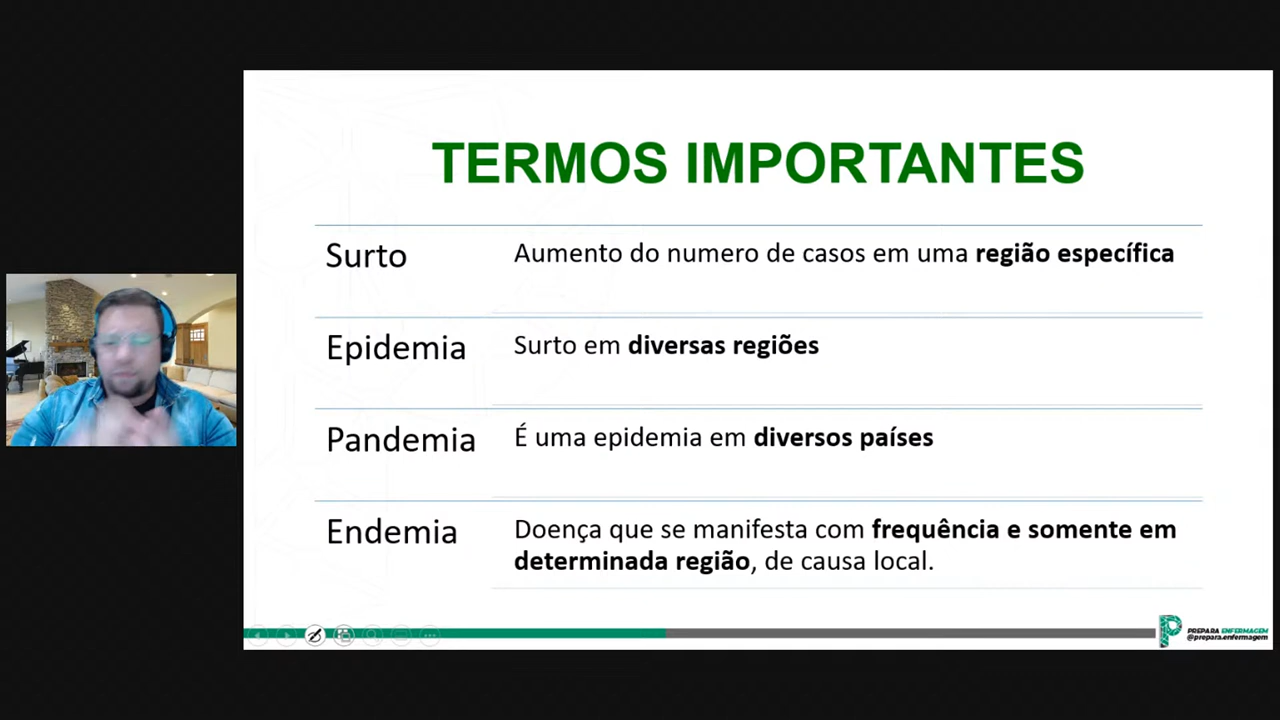 TERMOS IMPORTANTES
Surto
Aumento do numero de casos em uma região específica
Epidemia
Surto em diversas regiões
Pandemia
É uma epidemia em diversos países
Endemia
Doença que se manifesta com frequência e somente em
determinada região, de causa local.
PREPARA ENFERMAGEM
@prepara.enfermagem